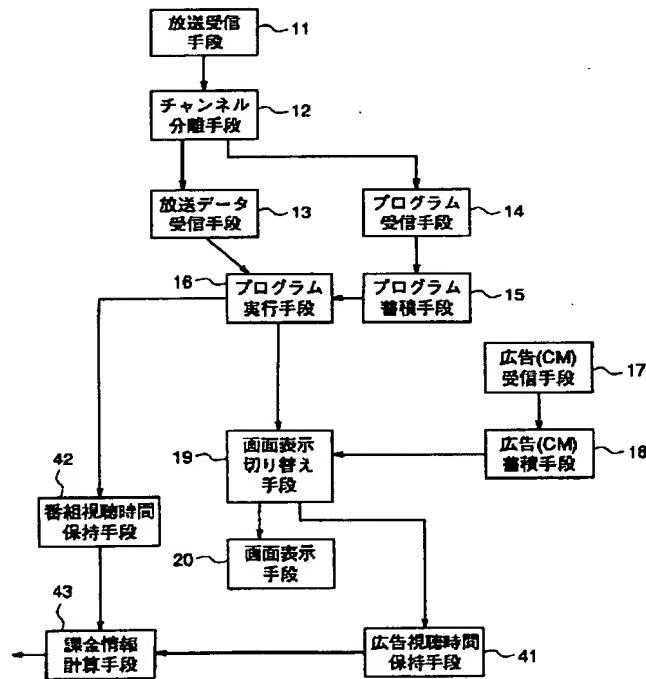 放送受信
手段
11
チャンネル
分離手段
12
放送データ
受信手段
13
プログラム
受信手段
14
16
プログラム
実行手段
プログラム
蓄積手段
15
広告(CM)
受信手段
17
19
画面表示
切り替え
手段
広告(CM)
蓄積手段
18
42
番組視聴時間
保持手段
20
画面表示
手段
43
課金情報
計算手段
広告視聴時間
保持手段
41